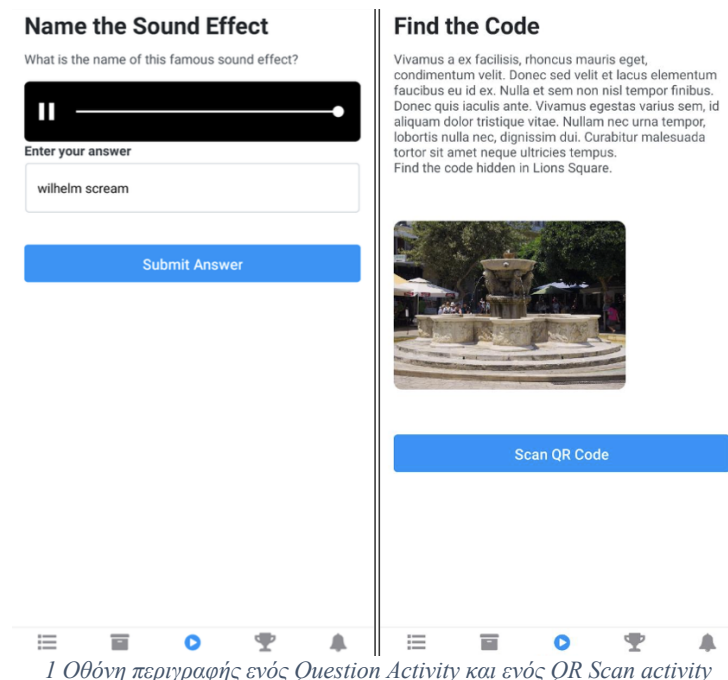 Name the Sound Effect
What is the name of this famous sound effect?
Enter your answer
wilhelm scream
Submit Answer
Find the Code
Vivamus a ex facilisis, rhoncus mauris eget,
condimentum velit. Donec sed velit et lacus elementum
faucibus eu id ex. Nulla et sem non nisl tempor finibus.
Donec quis iaculis ante. Vivamus egestas varius sem, id
aliquam dolor tristique vitae. Nullam nec urna tempor,
lobortis nulla nec, dignissim dui. Curabitur malesuada
tortor sit amet neque ultricies tempus.
Find the code hidden in Lions Square.
Scan QR Code
1 Οθόνη περιγραφής ενός Question Activity και ενός QR Scan activity